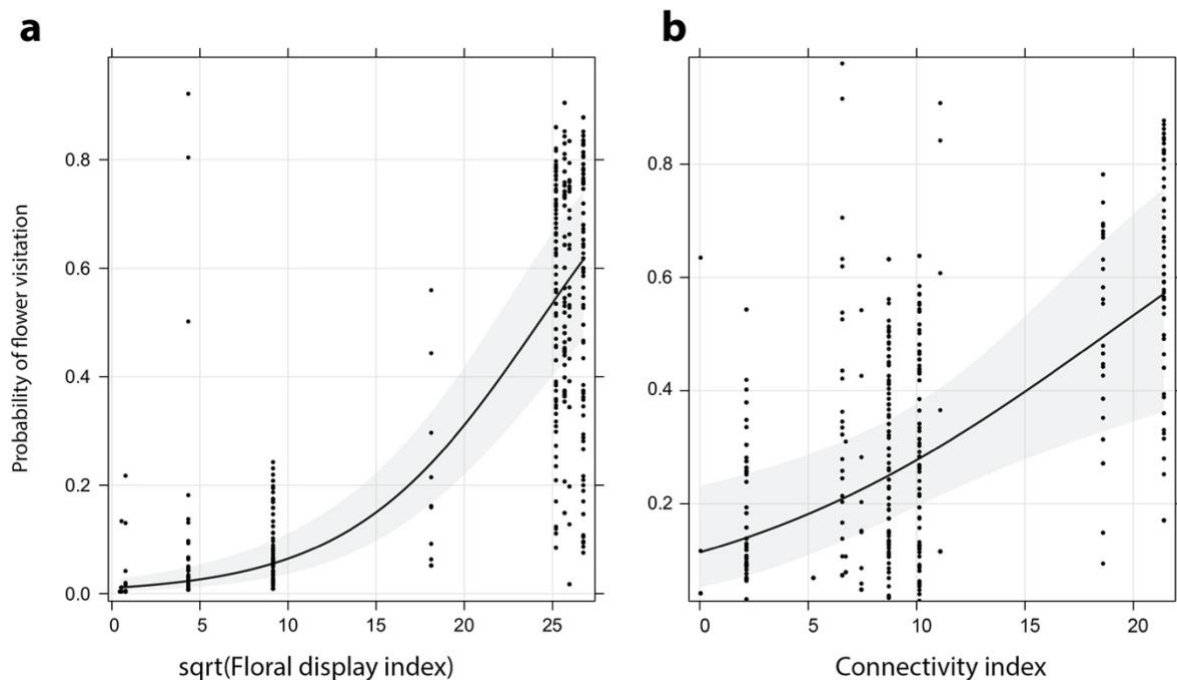 a
b
Probability of flower visitation
0.8
0.6
0.4
0.2
0.0
0 5 10 15 20 25
sqrt(Floral display index)
0.8
0.6
0.4
0.2
0 5 10 15 20
Connectivity index